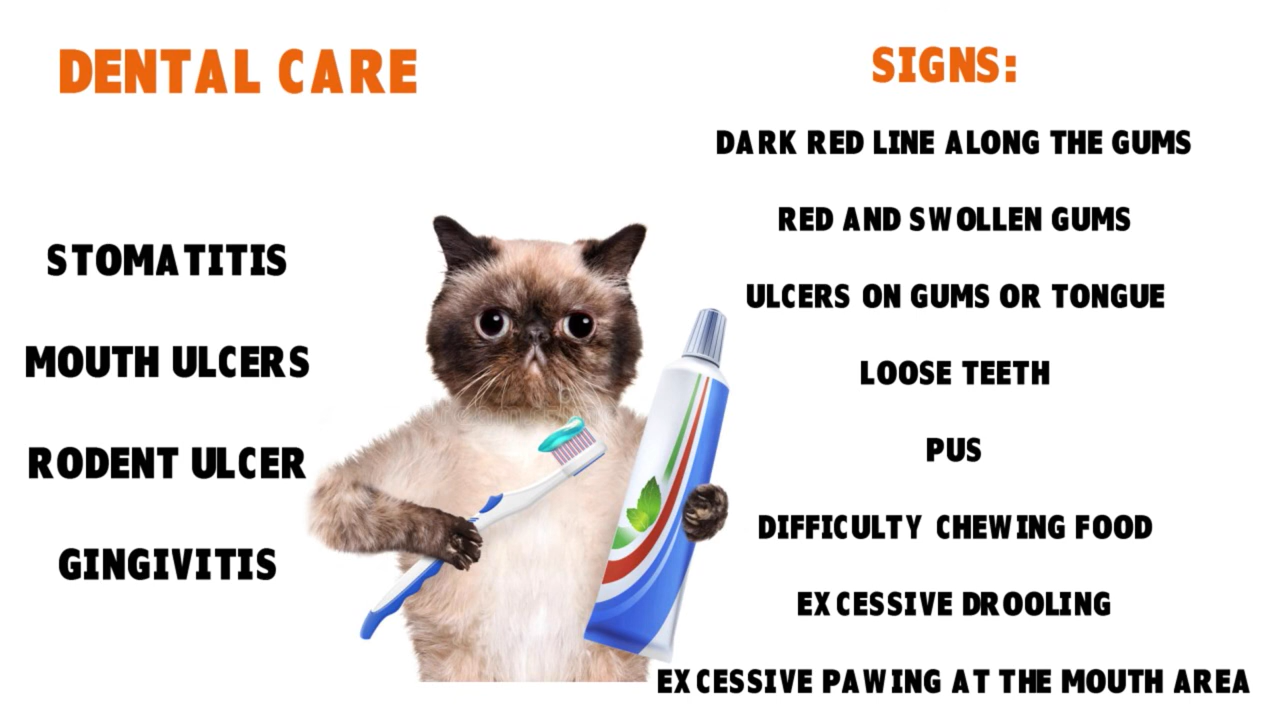 DENTAL CARE
STOMATITIS
MOUTH ULCERS
RODENT ULCER
GINGIVITIS
SIGNS:
DARK RED LINE ALONG THE GUMS
RED AND SWOLLEN GUMS
ULCERS ON GUMS OR TONGUE
LOOSE TEETH
PUS
DIFFICULTY CHEWING FOOD
EXCESSIVE DROOLING
EXCESSIVE PAWING AT THE MOUTH AREA